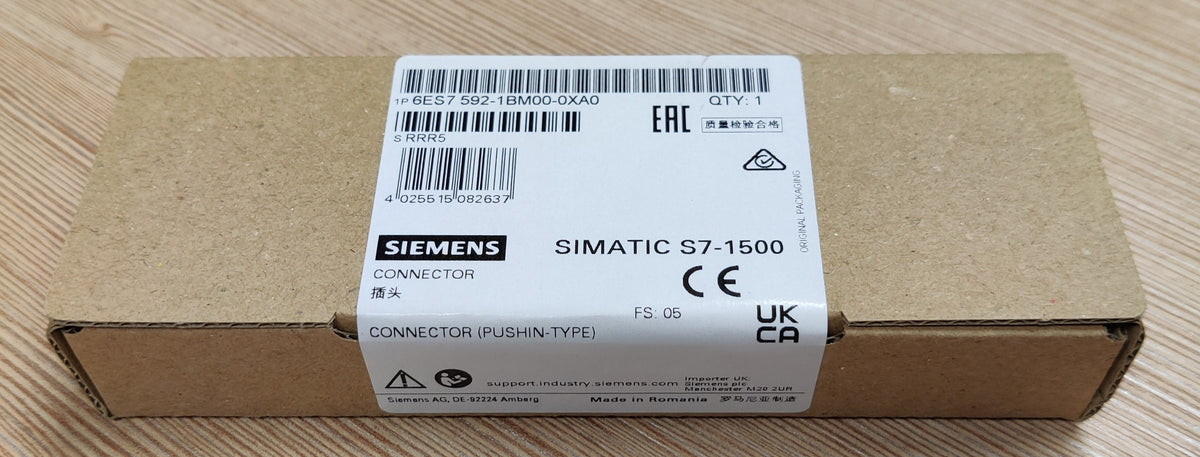 1P 6ES7 592-1BM00-0XA0
QTY: 1
S RRR5
EAC
质量检验合格
4 025515 082637
ORIGINAL PACKAGING
SIEMENS
SIMATIC S7-1500
CONNECTOR
插头
CE
FS: 05
UK
CA
CONNECTOR (PUSHIN-TYPE)
support.industry.siemens.com
Importer UK:
Siemens plc
Manchester M20 2UR
Siemens AG, DE-92224 Amberg
Made in Romania 罗马尼亚制造